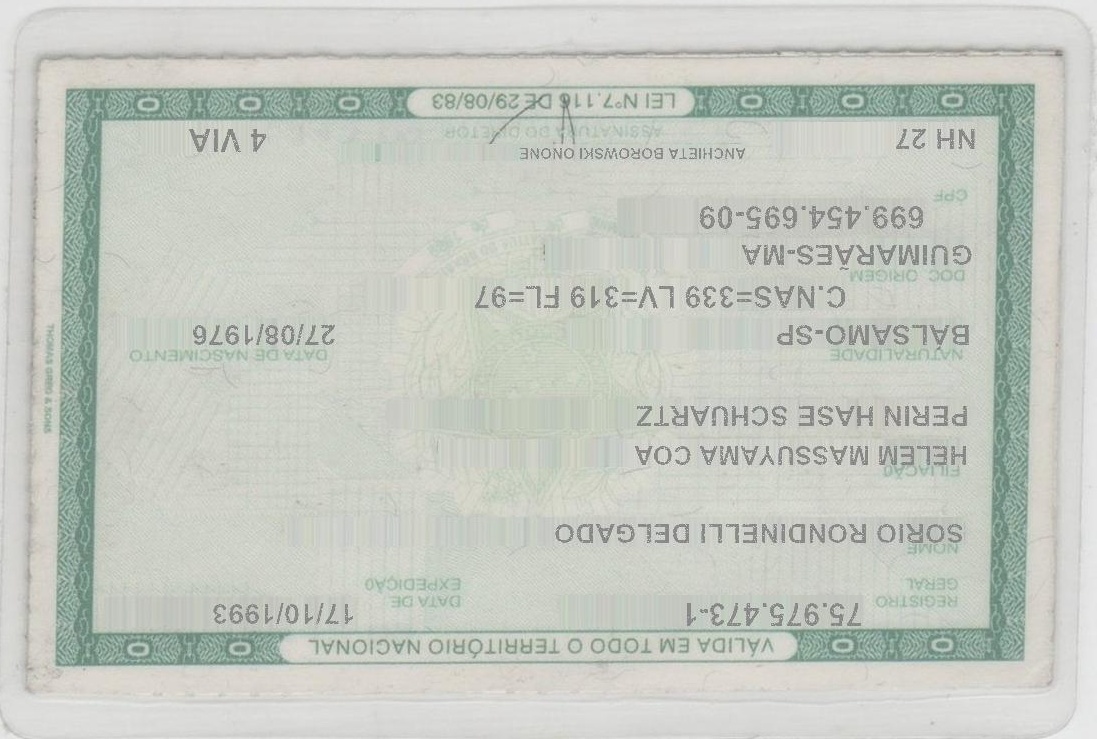 VÁLIDA EM TODO O TERRITÓRIO NACIONAL
REGISTRO GERAL 75.975.473-1 DATA DE EXPEDIÇÃO 17/10/1993
NOME
SORIO RONDINELLI DELGADO
FILIAÇÃO
HELEM MASSUYAMA COA
PERIN HASE SCHUARTZ
NATURALIDADE DATA DE NASCIMENTO
BÁLSAMO-SP 27/08/1976
C.NAS=339 LV=319 FL=97
DOC ORIGEM
GUIMARÃES-MA
699.454.695-09
CPF
ANCHIETA BOROWSKI ONONE
NH 27 4 VIA
ASSINATURA DO DIRETOR
LEI Nº 7.116 DE 29/08/83
THOMAS GREG & SONS